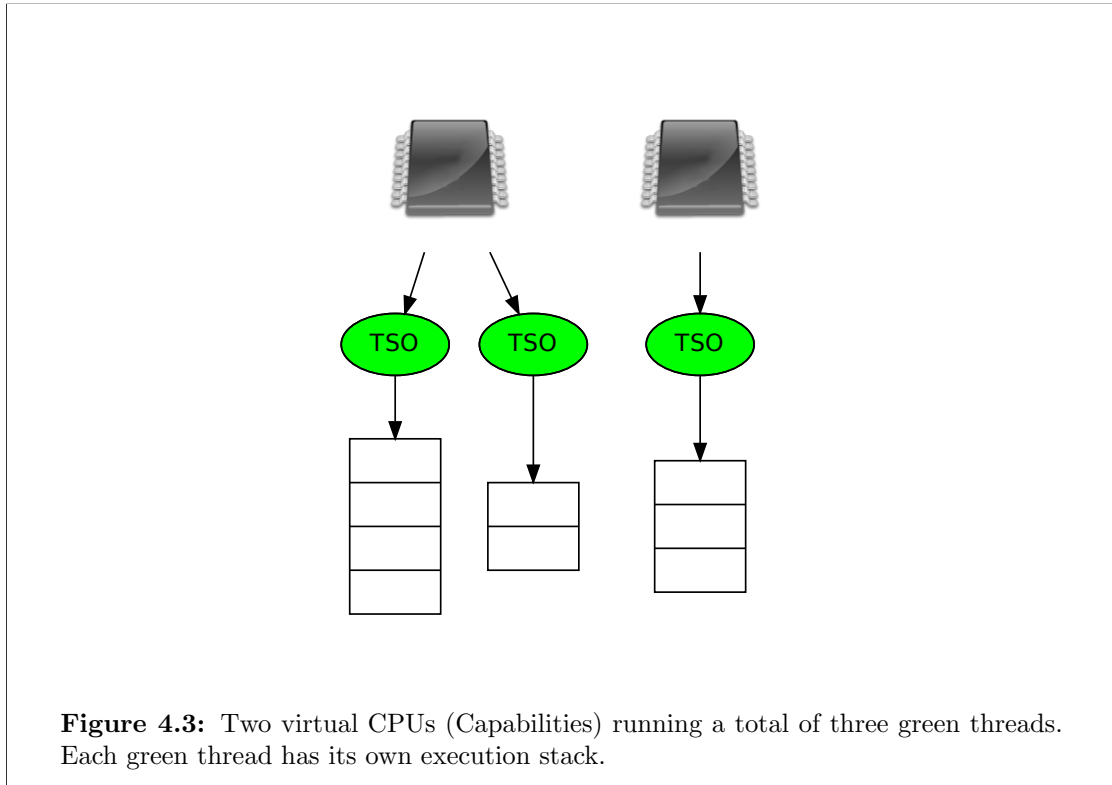 TSO
TSO
TSO
Figure 4.3: Two virtual CPUs (Capabilities) running a total of three green threads.
Each green thread has its own execution stack.